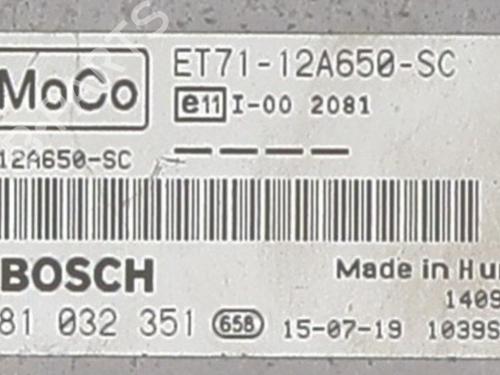 MoCo
ET71-12A650-SC
e11 I-00 2081
12A650-SC
BOSCH
Made in Hu
1409
81 032 351 658 15-07-19 1039S